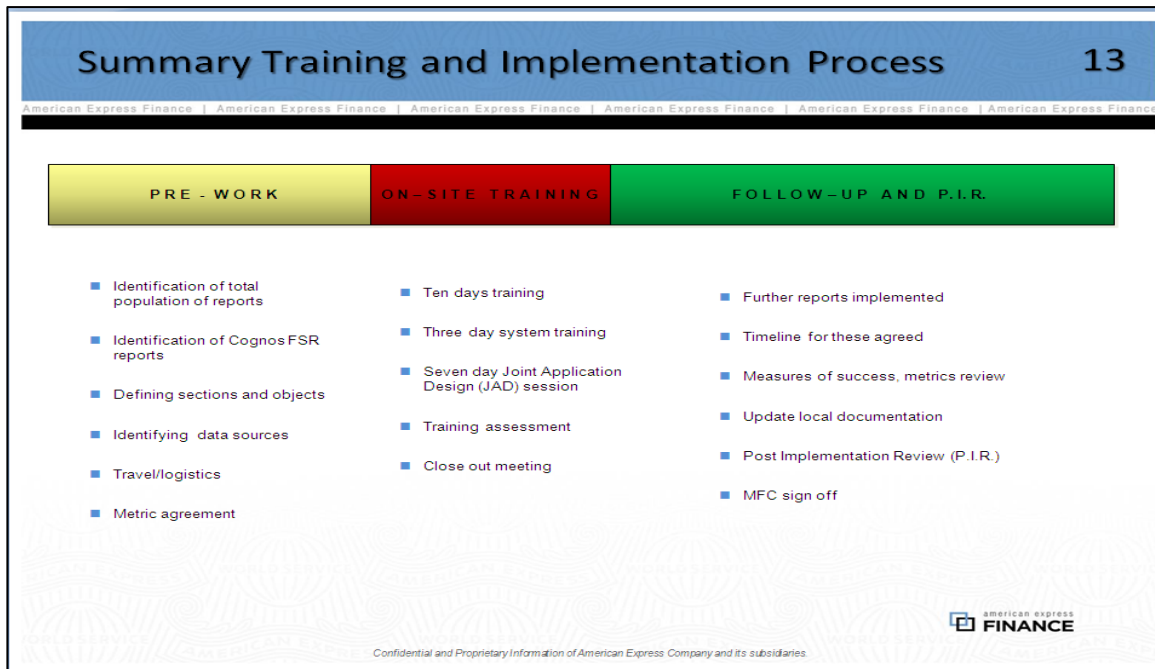 Summary Training and Implementation Process
13
American Express Finance | American Express Finance | American Express Finance | American Express Finance | American Express Finance | American Express Finance
PRE - WORK
ON–SITE TRAINING
FOLLOW–UP AND P.I.R.
Identification of total
population of reports
Identification of Cognos FSR
reports
Defining sections and objects
Identifying data sources
Travel/logistics
Metric agreement
Ten days training
Three day system training
Seven day Joint Application
Design (JAD) session
Training assessment
Close out meeting
Further reports implemented
Timeline for these agreed
Measures of success, metrics review
Update local documentation
Post Implementation Review (P.I.R.)
MFC sign off
american express
FINANCE
Confidential and Proprietary Information of American Express Company and its subsidiaries.